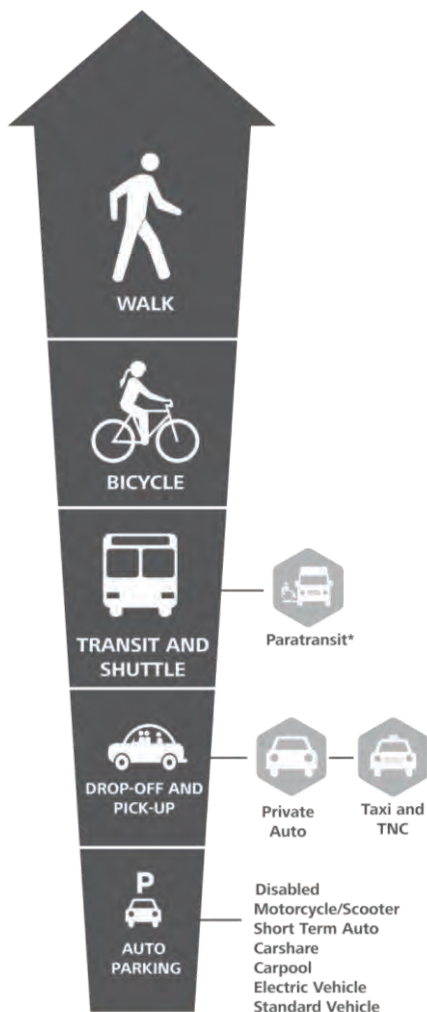 WALK
BICYCLE
TRANSIT AND
SHUTTLE
Paratransit*
DROP-OFF AND
PICK-UP
Private
Auto
Taxi and
TNC
P
AUTO
PARKING
Disabled
Motorcycle/Scooter
Short Term Auto
Carshare
Carpool
Electric Vehicle
Standard Vehicle